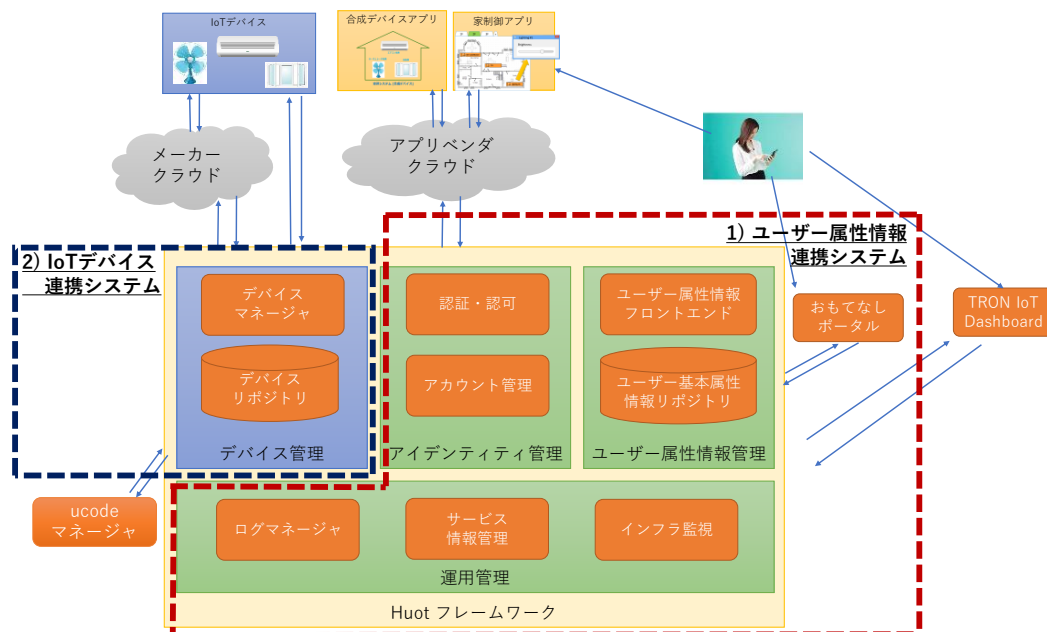 IoTデバイス
合成デバイスアプリ
家制御アプリ
メーカー
クラウド
アプリベンダ
クラウド
1) ユーザー属性情報
連携システム
2) IoTデバイス
連携システム
デバイス
マネージャ
認証・認可
ユーザー属性情報
フロントエンド
おもてなし
ポータル
TRON IoT
Dashboard
デバイス
リポジトリ
アカウント管理
ユーザー基本属性
情報リポジトリ
デバイス管理
アイデンティティ管理
ユーザー属性情報管理
ucode
マネージャ
ログマネージャ
サービス
情報管理
インフラ監視
運用管理
Huot フレームワーク